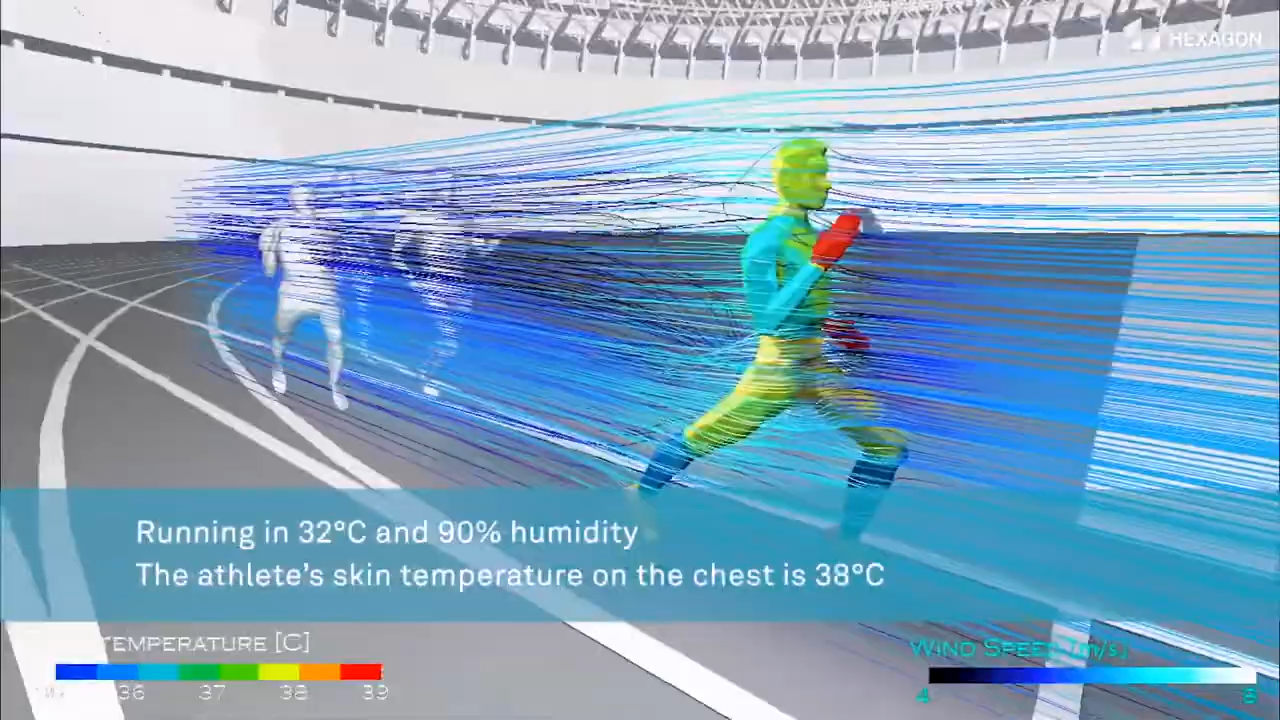 HEXAGON
Running in 32°C and 90% humidity
The athlete's skin temperature on the chest is 38°C
TEMPERATURE [C]
36 37 38 39
WIND SPEED [m/s]
4